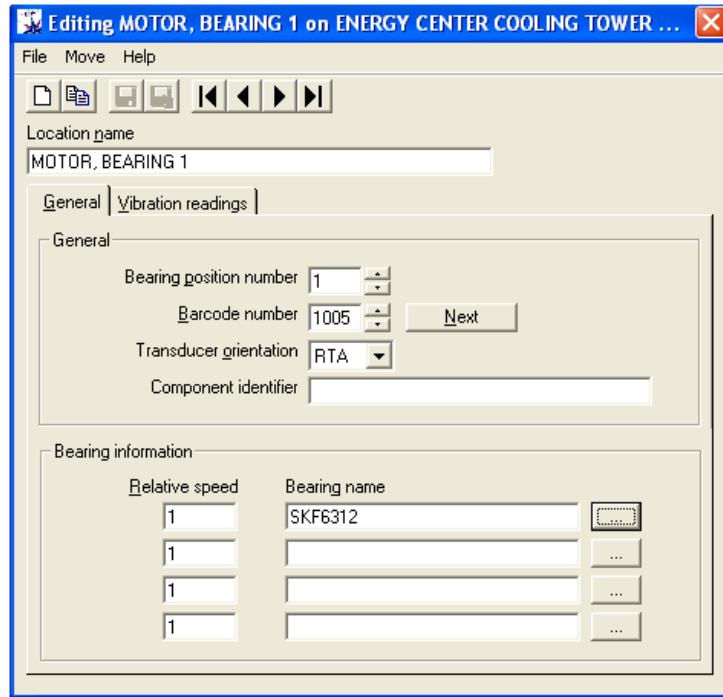 Editing MOTOR, BEARING 1 on ENERGY CENTER COOLING TOWER ...
File Move Help
Location name
MOTOR, BEARING 1
General Vibration readings
General
Bearing position number 1
Barcode number 1005 Next
Transducer orientation RTA
Component identifier
Bearing information
Relative speed Bearing name
1 SKF6312 ...
1 ...
1 ...
1 ...